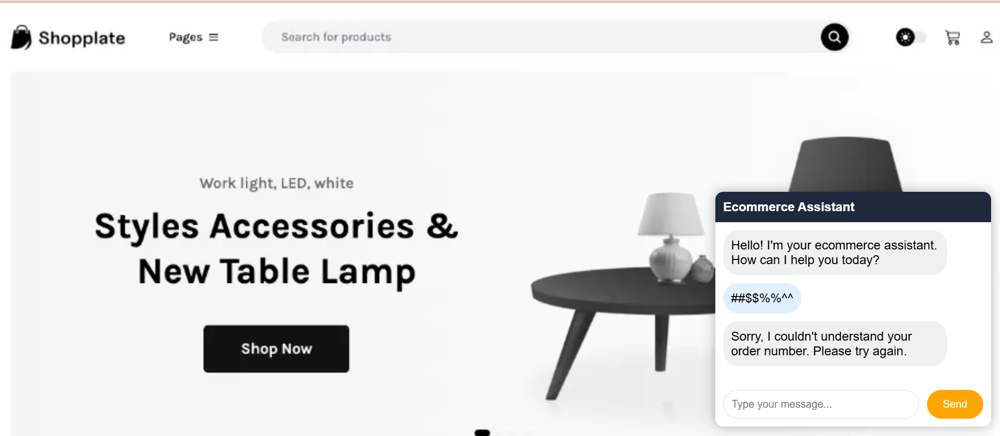 Shopplate
Pages
Search for products
Work light, LED, white
Styles Accessories &
New Table Lamp
Shop Now
Ecommerce Assistant
Hello! I'm your ecommerce assistant.
How can I help you today?
##$$%%^^
Sorry, I couldn't understand your
order number. Please try again.
Type your message...
Send